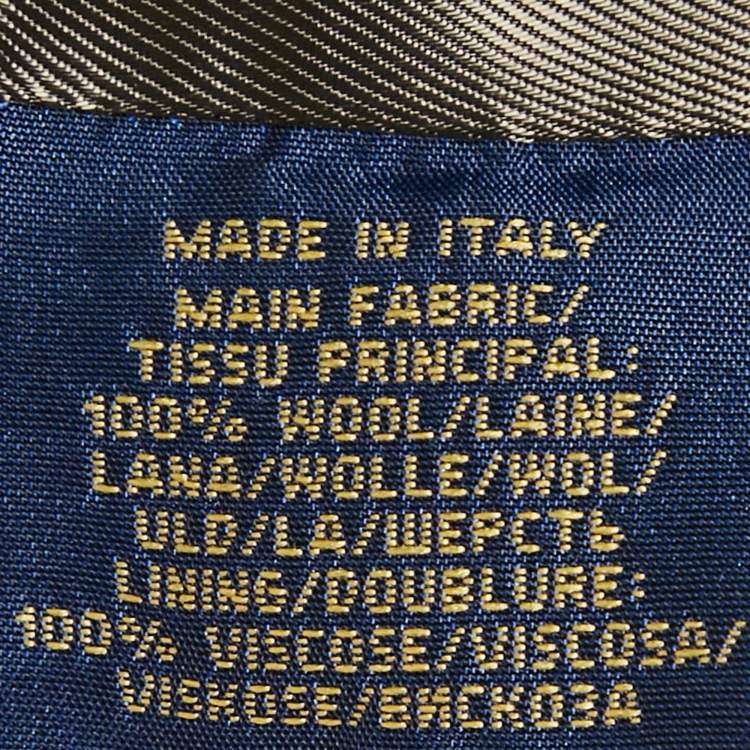 MADE IN ITALY
MAIN FABRIC/
TISSU PRINCIPAL:
100% WOOL/LAINE/
LANA/WOLLE/WOL/
ULD/LA/ШЕРСТЬ
LINING/DOUBLURE:
100% VISCOSE/VISCOSA/
VISKOSE/ВИСКОЗА